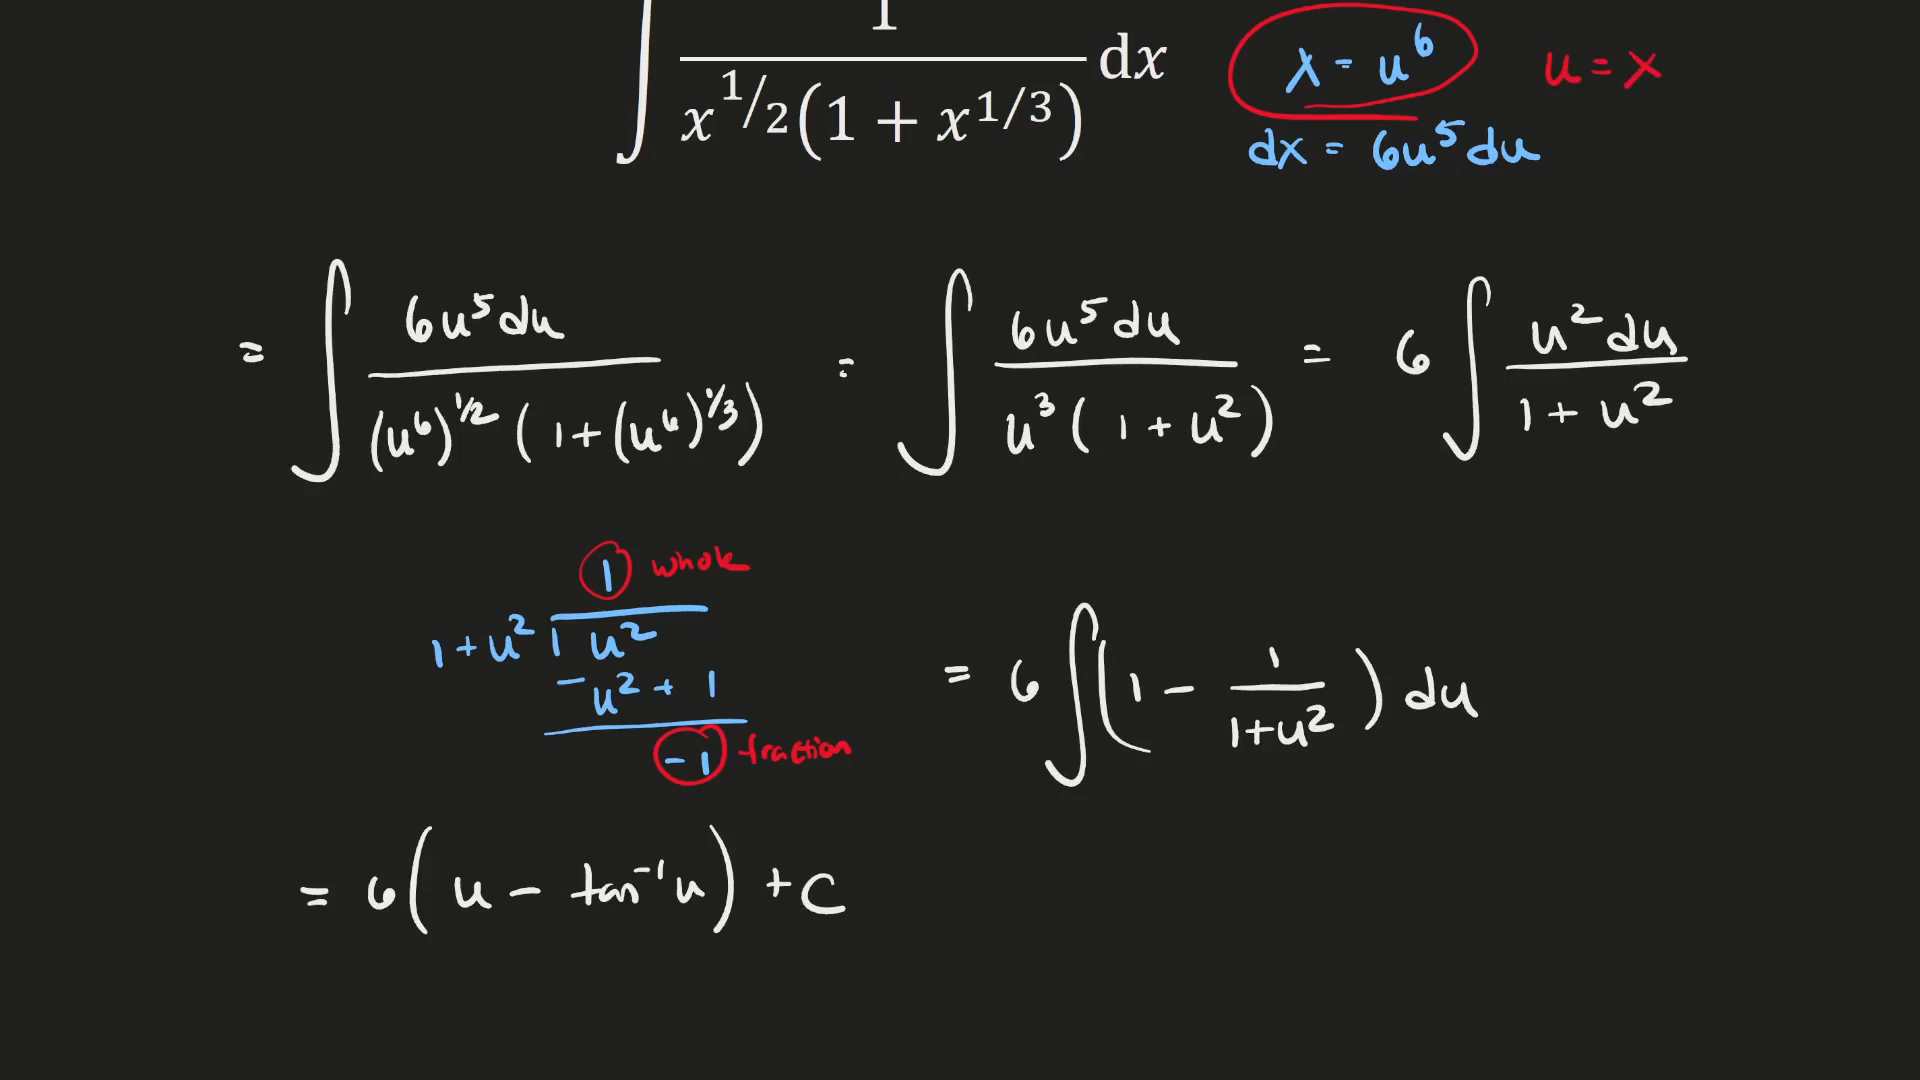 ∫ 1/(x^1/2(1 + x^1/3)) dx x = u^6 u = x
dx = 6u^5 du
= ∫ 6u^5 du / ((u^6)^1/2 (1 + (u^6)^1/3)) = ∫ 6u^5 du / (u^3 (1 + u^2)) = 6 ∫ u^2 du / (1 + u^2)
1 whole
1 + u^2 √ u^2
- u^2 + 1
-1 fraction
= 6 ∫ (1 - 1/(1+u^2)) du
= 6(u - tan^-1 u) + C